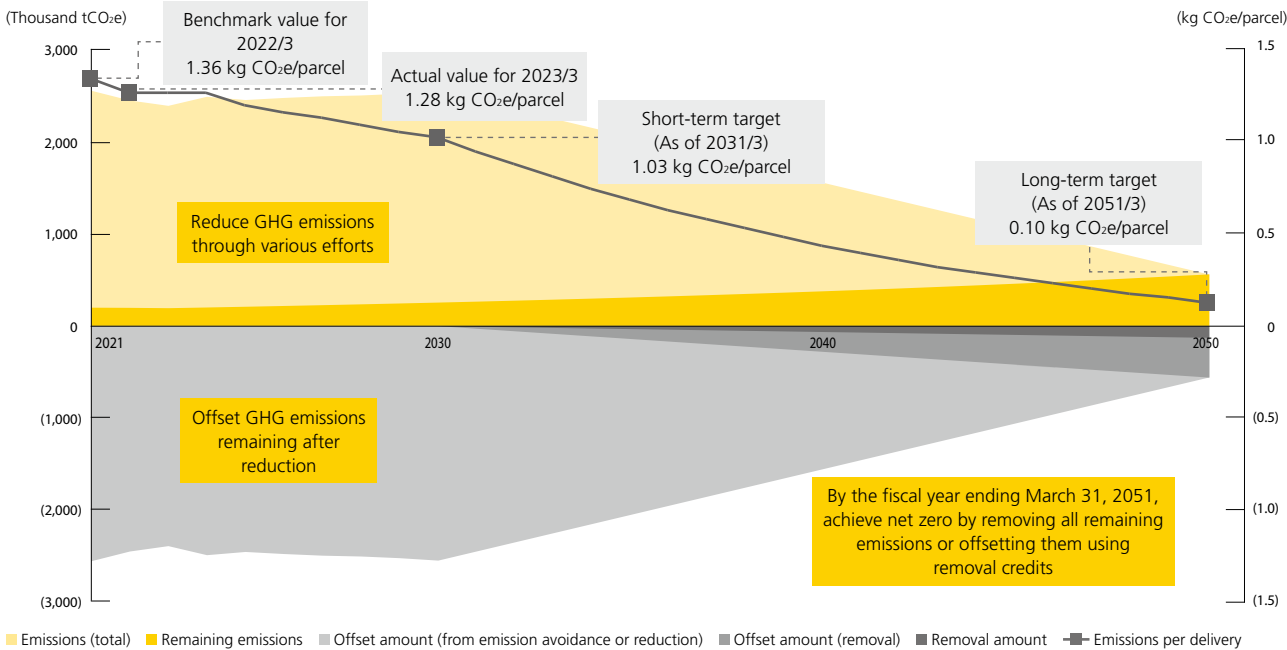 (Thousand tCO₂e)
(kg CO₂e/parcel)
Benchmark value for
2022/3
1.36 kg CO₂e/parcel
Actual value for 2023/3
1.28 kg CO₂e/parcel
Short-term target
(As of 2031/3)
1.03 kg CO₂e/parcel
Long-term target
(As of 2051/3)
0.10 kg CO₂e/parcel
3,000
2,000
1,000
0
(1,000)
(2,000)
(3,000)
1.5
1.0
0.5
0
(0.5)
(1.0)
(1.5)
Reduce GHG emissions
through various efforts
2021
2030
2040
2050
Offset GHG emissions
remaining after
reduction
By the fiscal year ending March 31, 2051,
achieve net zero by removing all remaining
emissions or offsetting them using
removal credits
Emissions (total)
Remaining emissions
Offset amount (from emission avoidance or reduction)
Offset amount (removal)
Removal amount
Emissions per delivery